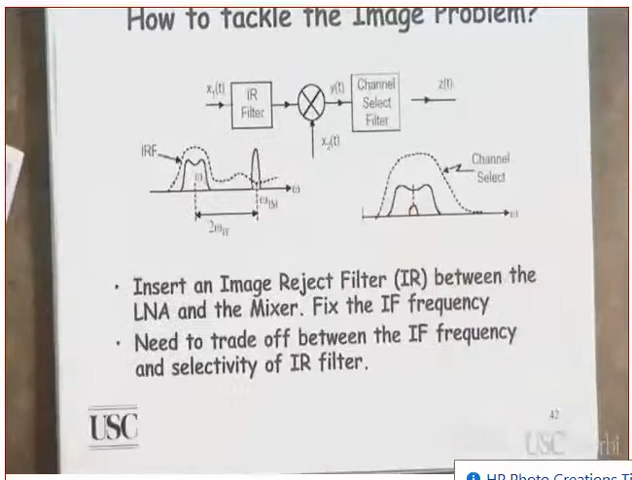 How to tackle the Image Problem?
x₁(t)
IR
Filter
y(t)
Channel
Select
Filter
z(t)
x₂(t)
IRF
ω
ω
ωIM
2ωIF
Channel
Select
ω
• Insert an Image Reject Filter (IR) between the
LNA and the Mixer. Fix the IF frequency
• Need to trade off between the IF frequency
and selectivity of IR filter.
USC
42
USC
HP Photo Creations